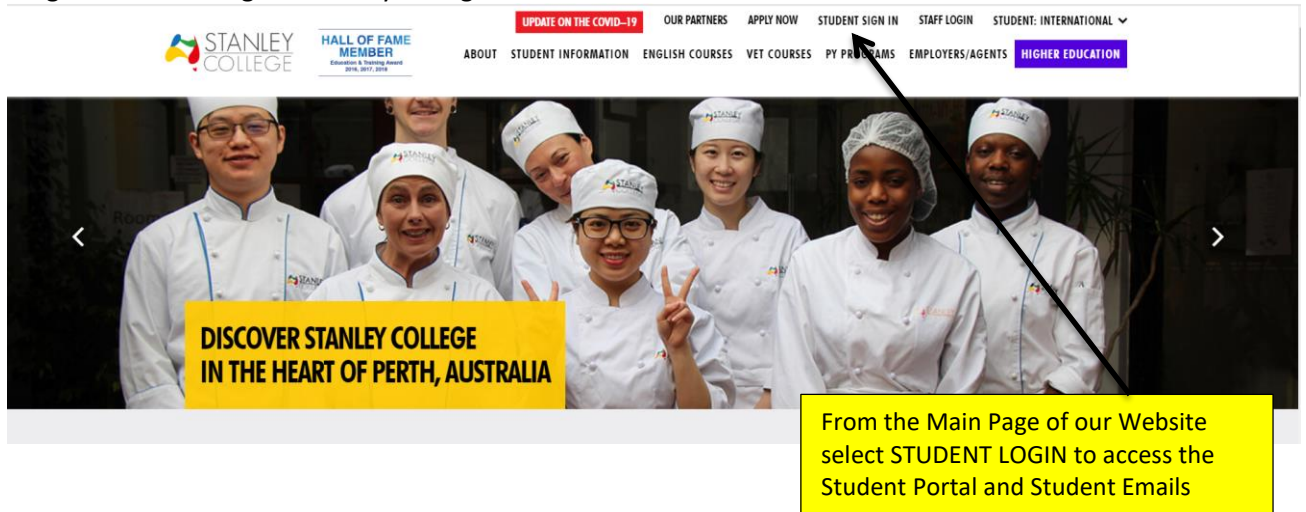 UPDATE ON THE COVID–19 OUR PARTNERS APPLY NOW STUDENT SIGN IN STAFF LOGIN STUDENT: INTERNATIONAL
STANLEY COLLEGE
HALL OF FAME
MEMBER
Education & Training Award
2016, 2017, 2018
ABOUT STUDENT INFORMATION ENGLISH COURSES VET COURSES PY PROGRAMS EMPLOYERS/AGENTS HIGHER EDUCATION
DISCOVER STANLEY COLLEGE
IN THE HEART OF PERTH, AUSTRALIA
From the Main Page of our Website
select STUDENT LOGIN to access the
Student Portal and Student Emails